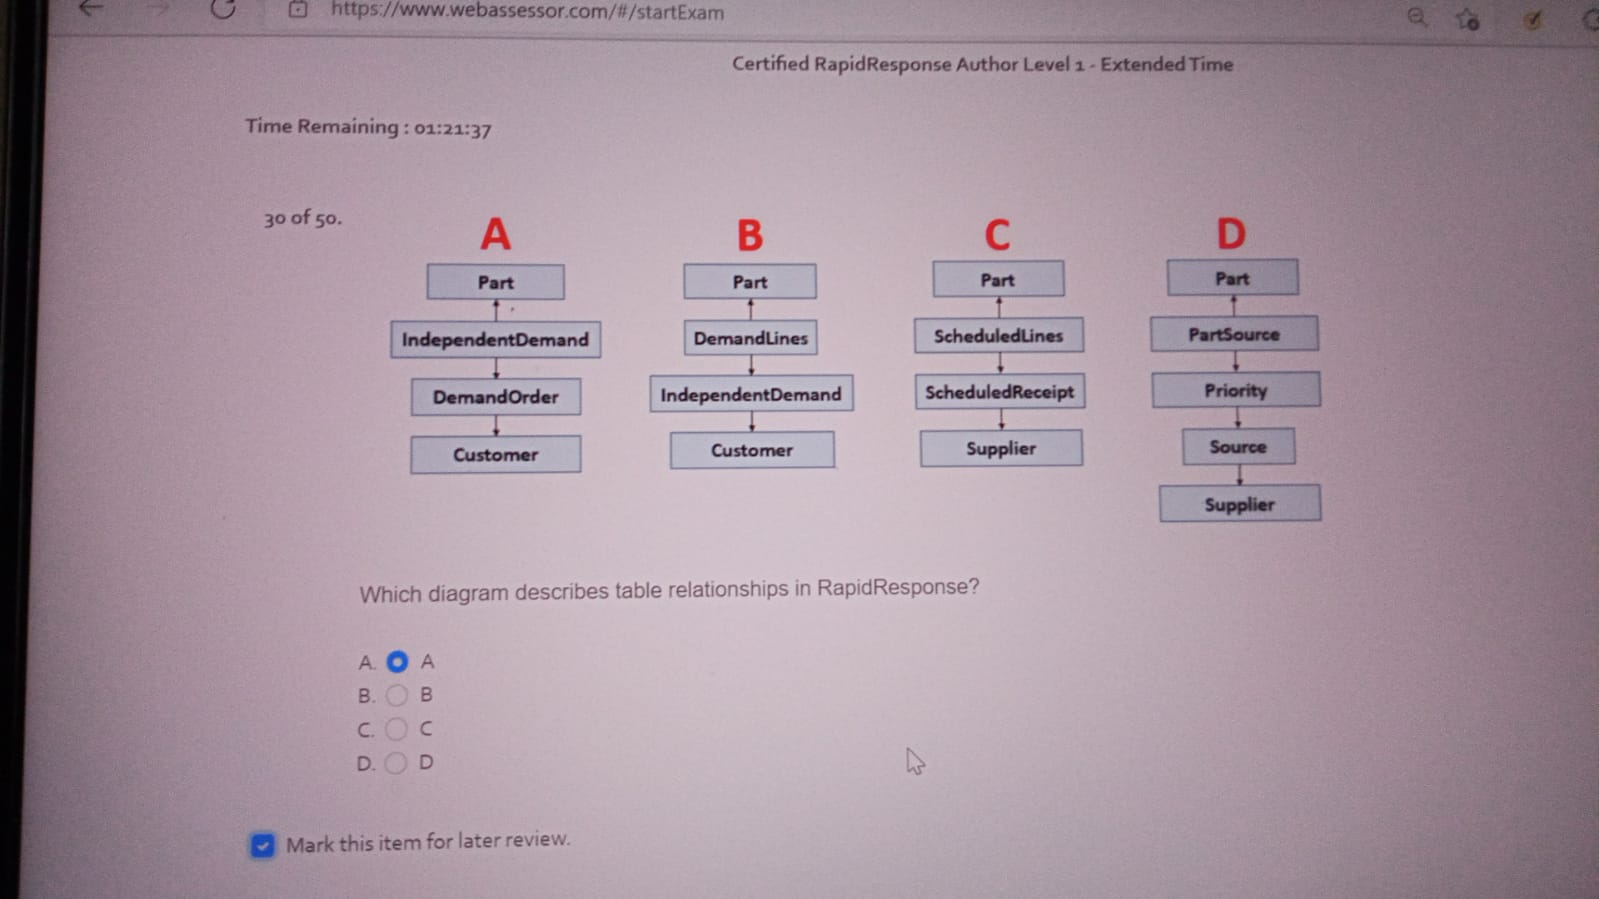 https://www.webassessor.com/#/startExam
Certified RapidResponse Author Level 1 - Extended Time
Time Remaining : 01:21:37
30 of 50.
A
B
C
D
Part
IndependentDemand
DemandOrder
Customer
Part
DemandLines
IndependentDemand
Customer
Part
ScheduledLines
ScheduledReceipt
Supplier
Part
PartSource
Priority
Source
Supplier
Which diagram describes table relationships in RapidResponse?
A. A
B. B
C. C
D. D
Mark this item for later review.